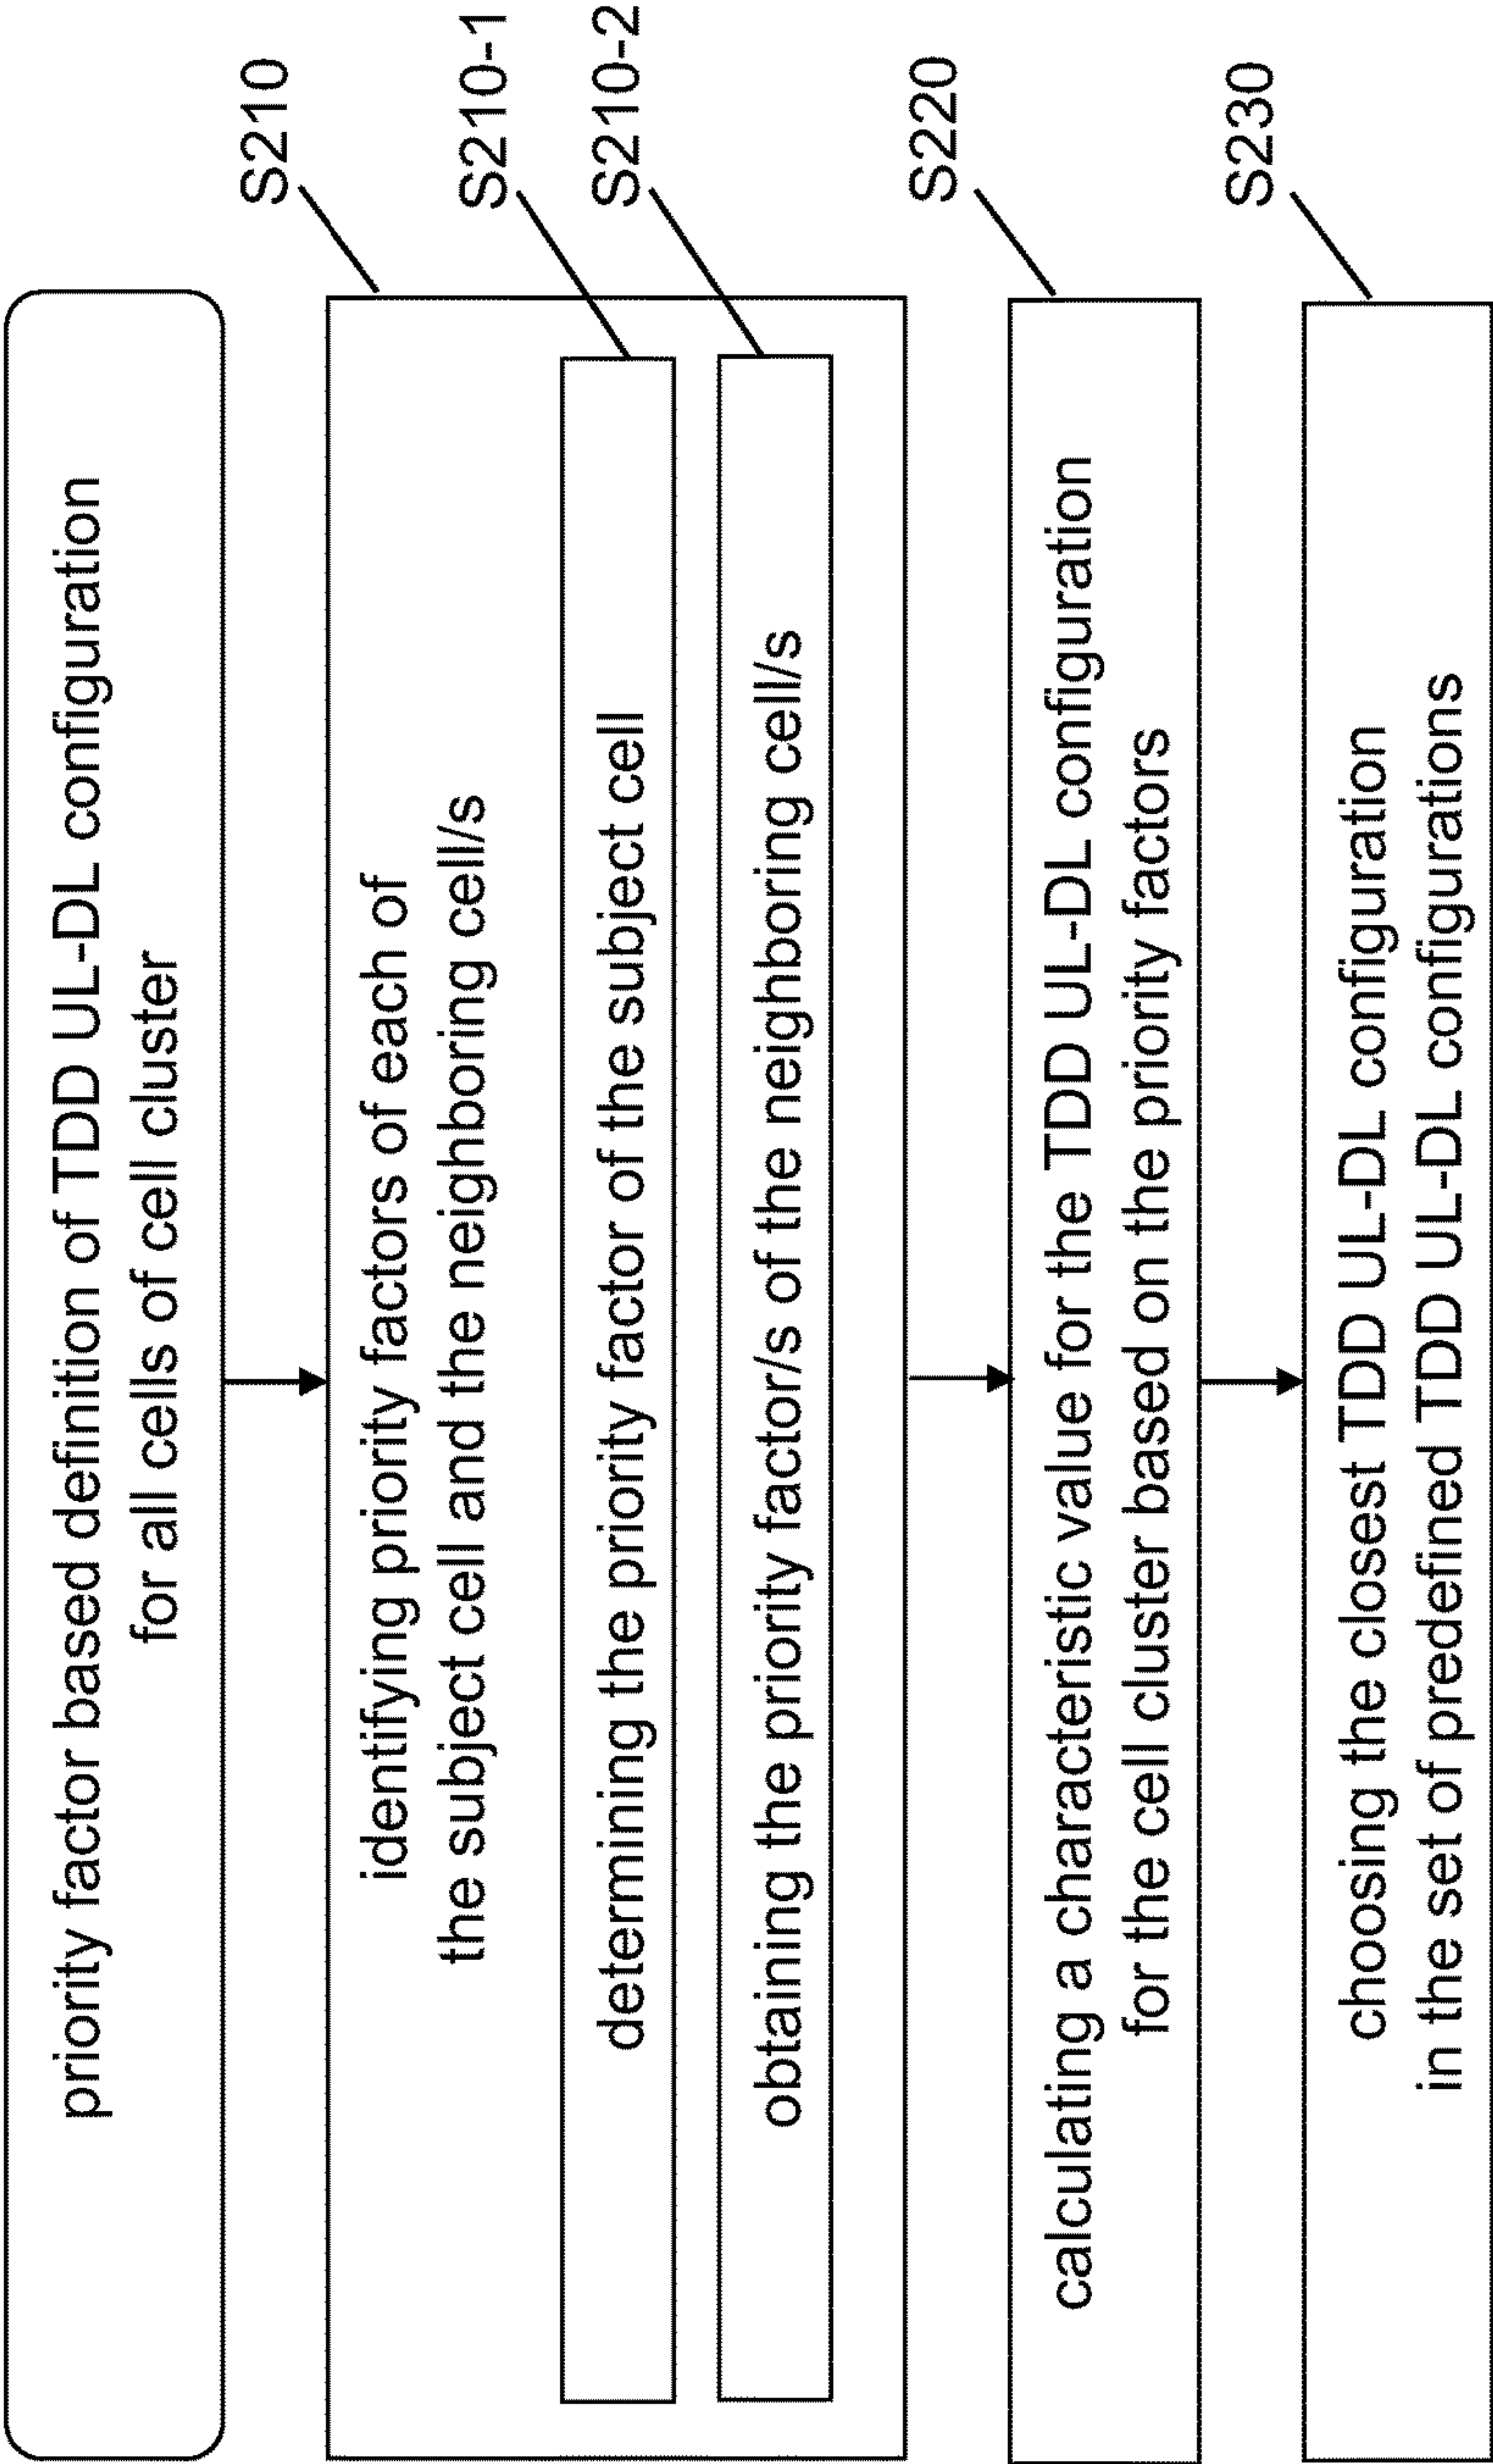 priority factor based definition of TDD UL-DL configuration
for all cells of cell cluster
S210
identifying priority factors of each of
the subject cell and the neighboring cell/s
S210-1
determining the priority factor of the subject cell
S210-2
obtaining the priority factor/s of the neighboring cell/s
S220
calculating a characteristic value for the TDD UL-DL configuration
for the cell cluster based on the priority factors
S230
choosing the closest TDD UL-DL configuration
in the set of predefined TDD UL-DL configurations